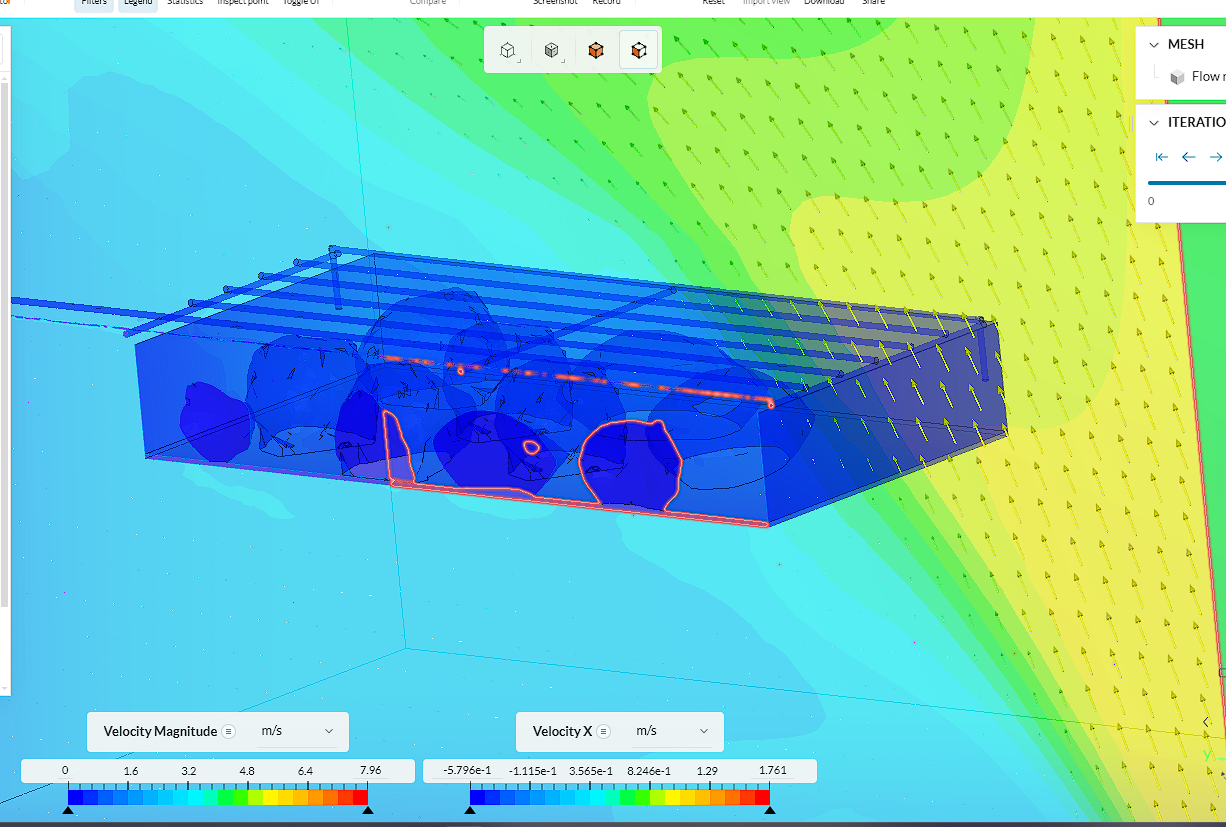 Filters Legend Statistics Inspect point Toggle UI Compare Screenshot Record Reset Import view Download Share
MESH
Flow
ITERATIO
0
Velocity Magnitude m/s
Velocity X m/s
0 1.6 3.2 4.8 6.4 7.96
-5.796e-1 -1.115e-1 3.565e-1 8.246e-1 1.29 1.761
Y